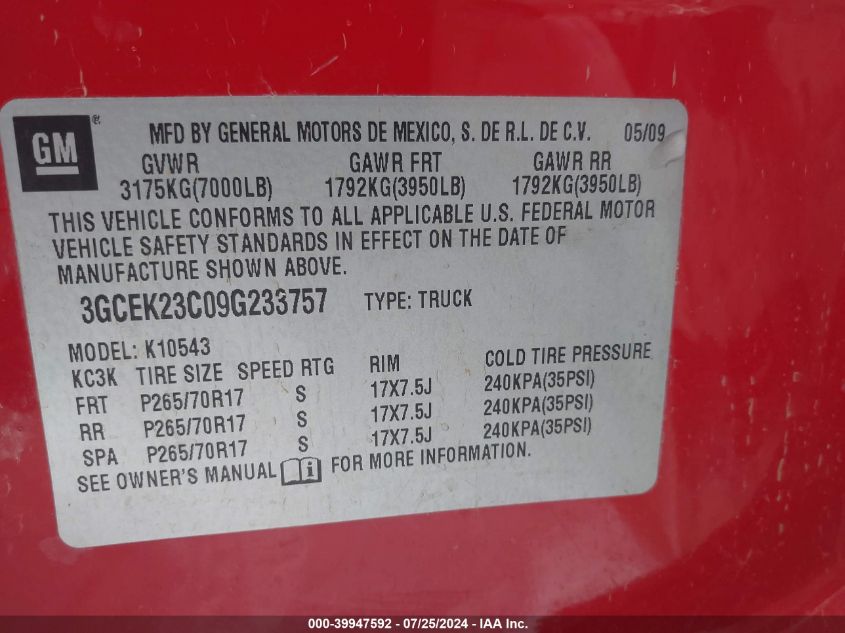 GM®
MFD BY GENERAL MOTORS DE MEXICO, S. DE R.L. DE C.V. 05/09
GVWR GAWR FRT GAWR RR
3175KG(7000LB) 1792KG(3950LB) 1792KG(3950LB)
THIS VEHICLE CONFORMS TO ALL APPLICABLE U.S. FEDERAL MOTOR
VEHICLE SAFETY STANDARDS IN EFFECT ON THE DATE OF
MANUFACTURE SHOWN ABOVE.
3GCEK23C09G233757 TYPE: TRUCK
MODEL: K10543
KC3K TIRE SIZE SPEED RTG RIM COLD TIRE PRESSURE
FRT P265/70R17 S 17X7.5J 240KPA(35PSI)
RR P265/70R17 S 17X7.5J 240KPA(35PSI)
SPA P265/70R17 S 17X7.5J 240KPA(35PSI)
SEE OWNER'S MANUAL FOR MORE INFORMATION.
000-39947592 / 07/25/2024 / IAA Inc.